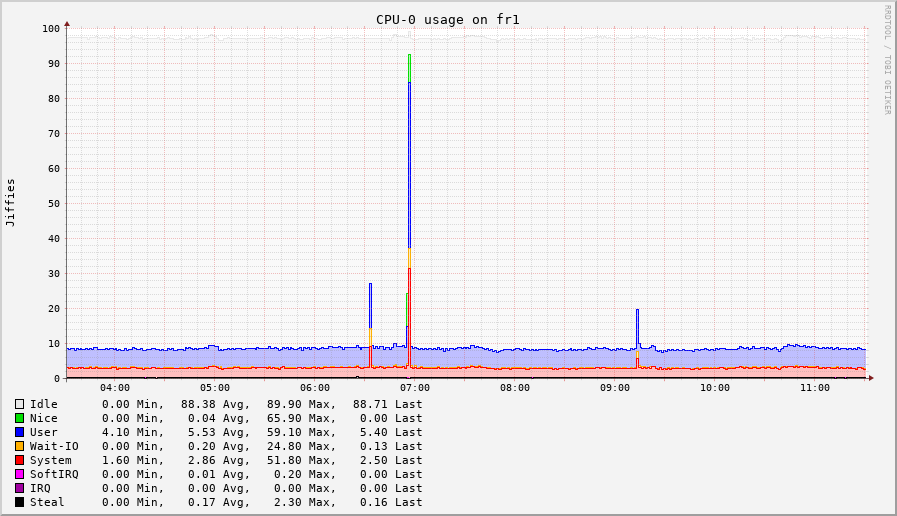 CPU-0 usage on fr1
RRDTOOL / TOBI OETIKER
Jiffies
100
90
80
70
60
50
40
30
20
10
0
04:00 05:00 06:00 07:00 08:00 09:00 10:00 11:00
Idle 0.00 Min, 88.38 Avg, 89.90 Max, 88.71 Last
Nice 0.00 Min, 0.04 Avg, 65.90 Max, 0.00 Last
User 4.10 Min, 5.53 Avg, 59.10 Max, 5.40 Last
Wait-IO 0.00 Min, 0.20 Avg, 24.80 Max, 0.13 Last
System 1.60 Min, 2.86 Avg, 51.80 Max, 2.50 Last
SoftIRQ 0.00 Min, 0.01 Avg, 0.20 Max, 0.00 Last
IRQ 0.00 Min, 0.00 Avg, 0.00 Max, 0.00 Last
Steal 0.00 Min, 0.17 Avg, 2.30 Max, 0.16 Last